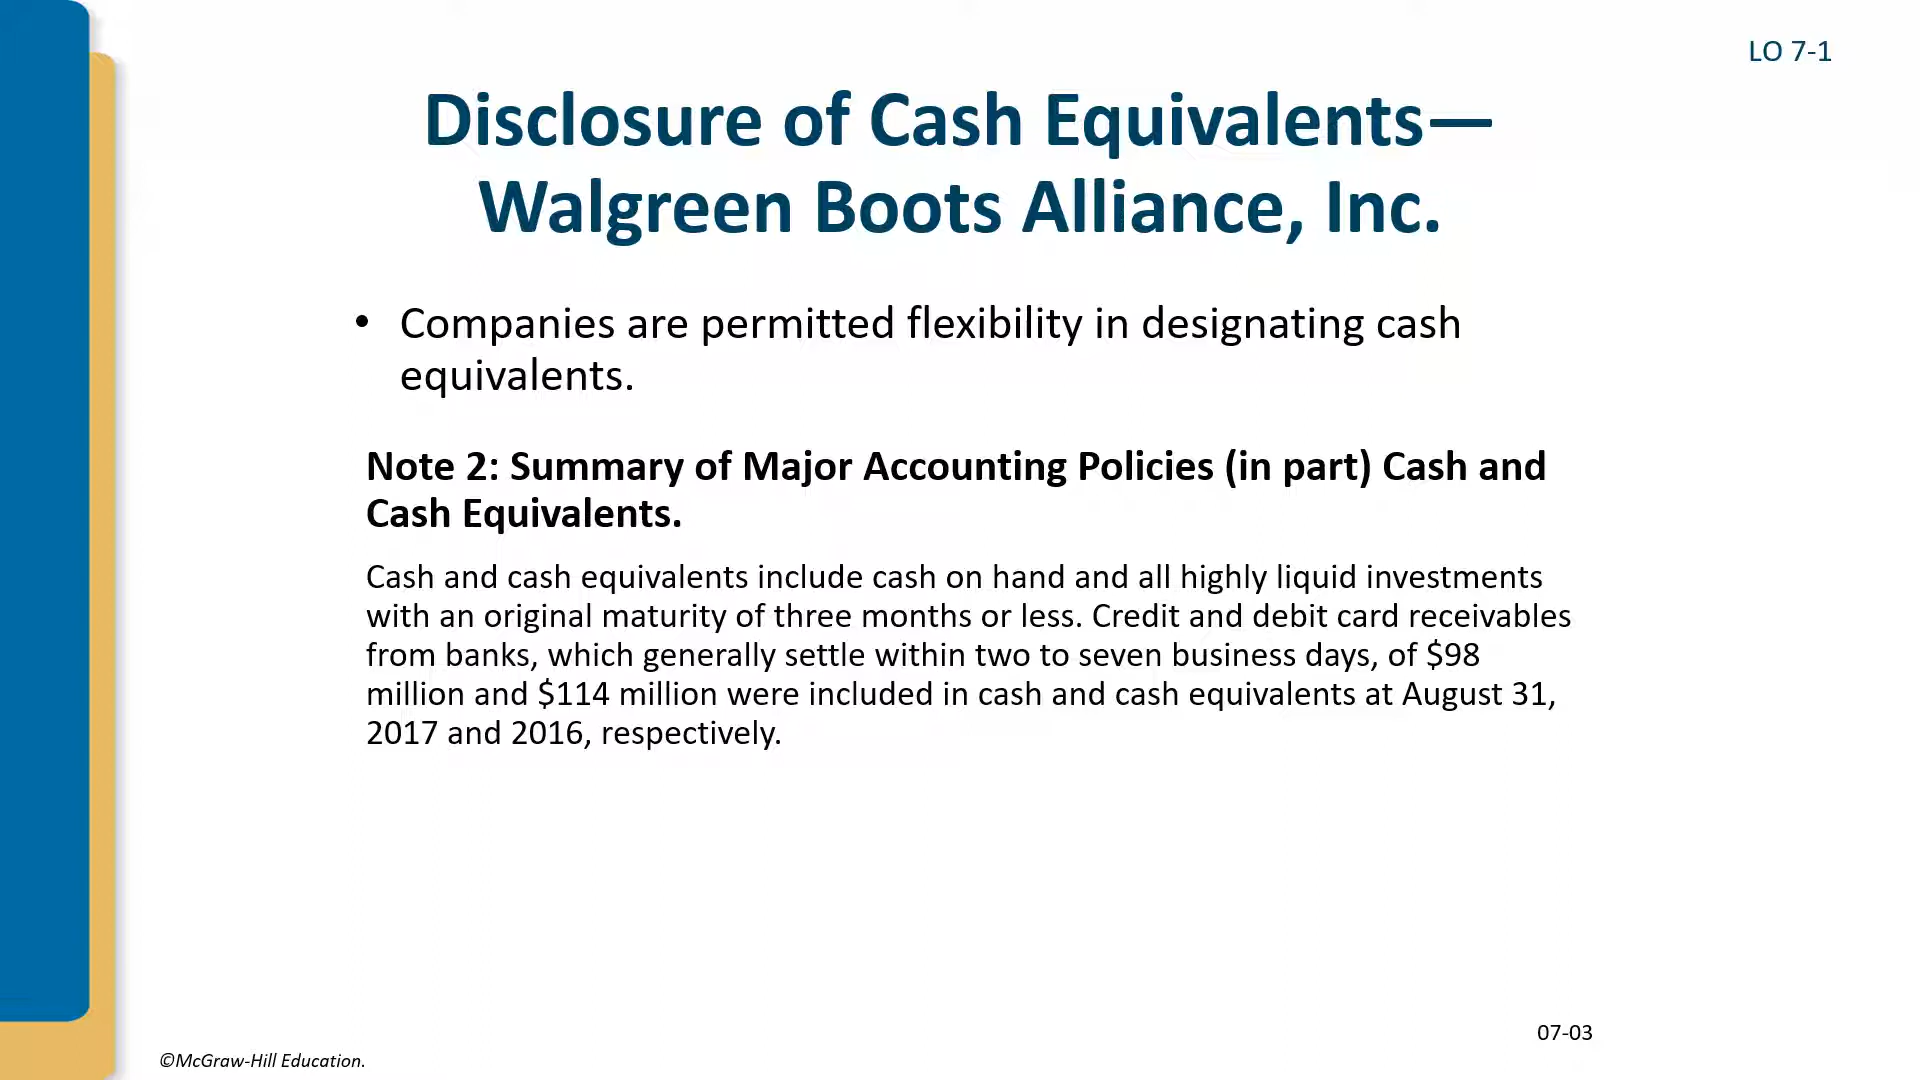 LO 7-1
Disclosure of Cash Equivalents—
Walgreen Boots Alliance, Inc.
• Companies are permitted flexibility in designating cash
equivalents.
Note 2: Summary of Major Accounting Policies (in part) Cash and
Cash Equivalents.
Cash and cash equivalents include cash on hand and all highly liquid investments
with an original maturity of three months or less. Credit and debit card receivables
from banks, which generally settle within two to seven business days, of $98
million and $114 million were included in cash and cash equivalents at August 31,
2017 and 2016, respectively.
07-03
©McGraw-Hill Education.